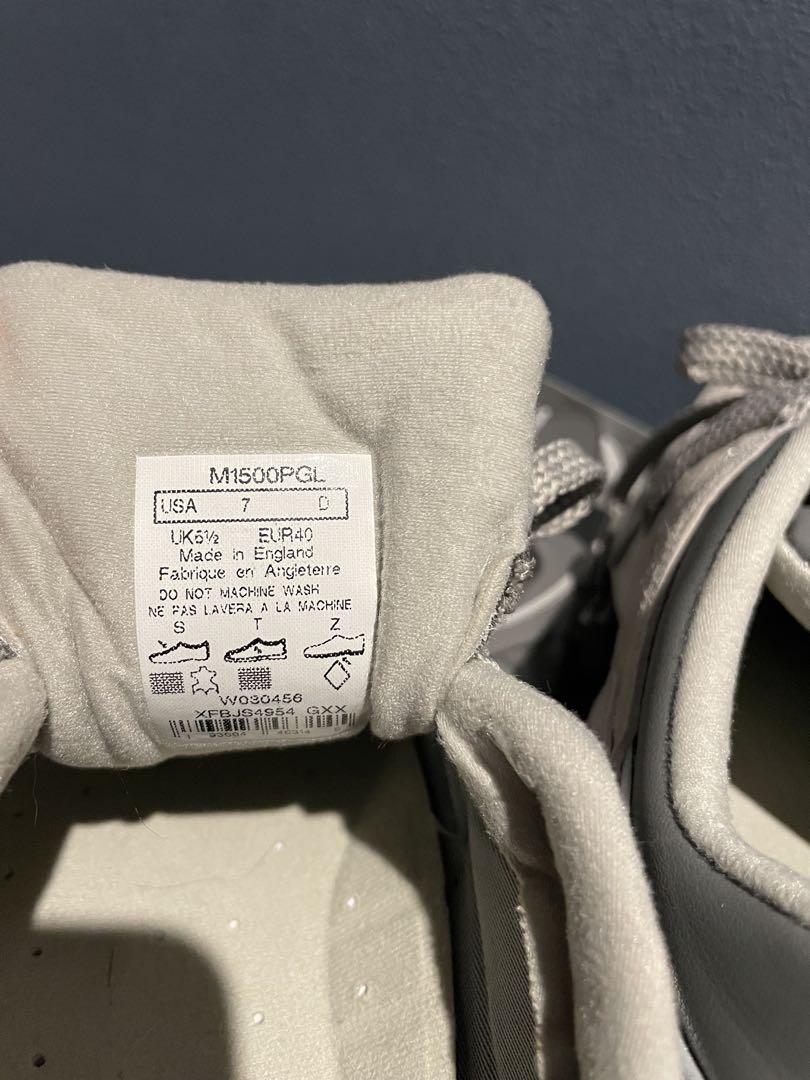 M1500PGL
USA 7 D
UK6½ EUR40
Made in England
Fabrique en Angleterre
DO NOT MACHINE WASH
NE PAS LAVERA A LA MACHINE
S T Z
W030456
XFBJS4954 GXX